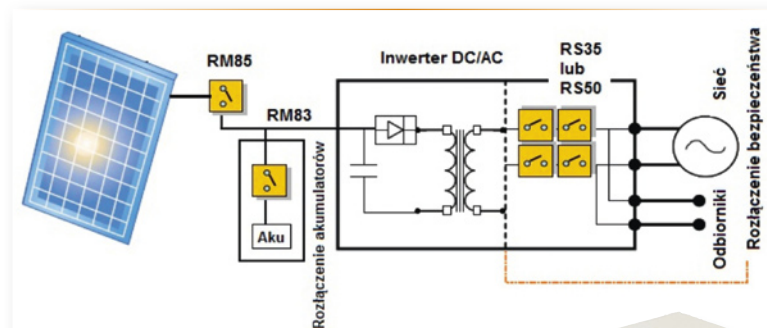 RM85
RM83
Aku
Rozłączenie akumulatorów
Inwerter DC/AC
RS35
lub
RS50
Sieć
Odbiorniki
Rozłączenie bezpieczeństwa